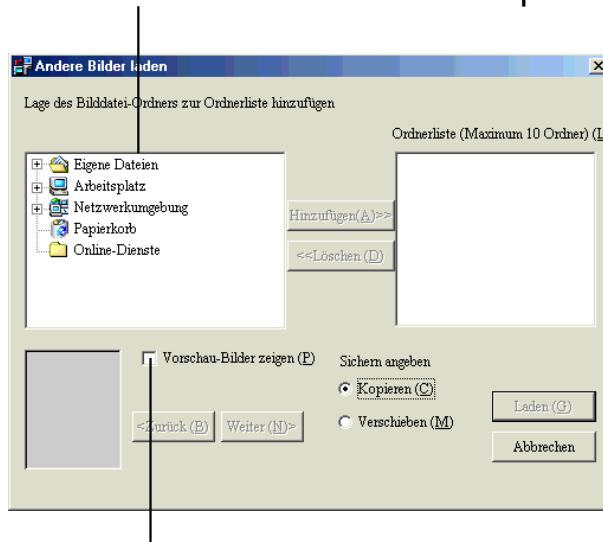 Andere Bilder laden
Lage des Bilddatei-Ordners zur Ordnerliste hinzufügen
Ordnerliste (Maximum 10 Ordner) (L
Eigene Dateien
Arbeitsplatz
Netzwerkumgebung
Papierkorb
Online-Dienste
Hinzufügen(A)>>
<<Löschen (D)
Vorschau-Bilder zeigen (P)
Sichern angeben
Kopieren (C)
Verschieben (M)
<Zurück (B)
Weiter (N)>
Laden (G)
Abbrechen